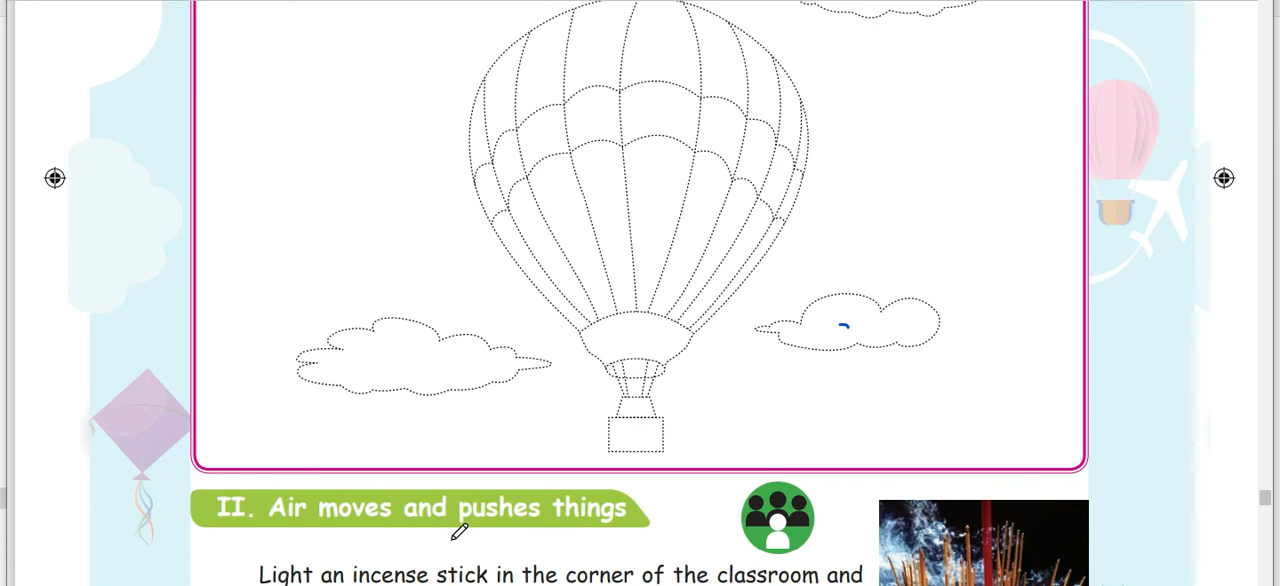 II. Air moves and pushes things
Light an incense stick in the corner of the classroom and